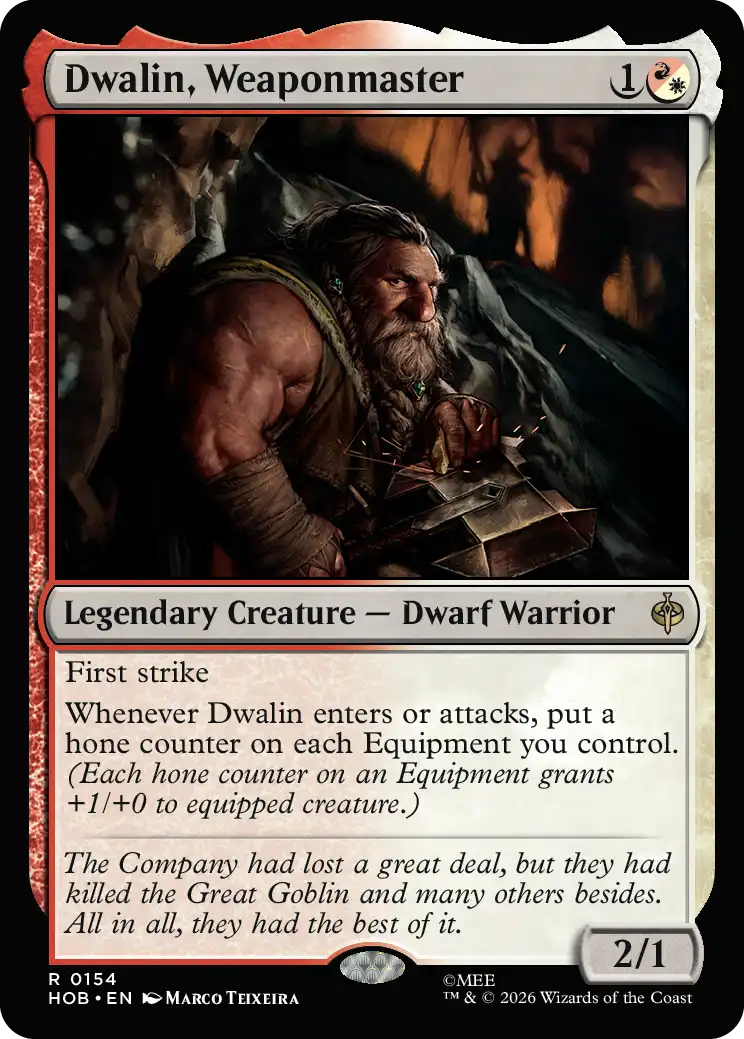 Dwalin, Weaponmaster 1
Legendary Creature — Dwarf Warrior
First strike
Whenever Dwalin enters or attacks, put a
hone counter on each Equipment you control.
(Each hone counter on an Equipment grants
+1/+0 to equipped creature.)
The Company had lost a great deal, but they had
killed the Great Goblin and many others besides.
All in all, they had the best of it.
2/1
R 0154
HOB • EN Marco Teixeira
©MEE
™ & © 2026 Wizards of the Coast